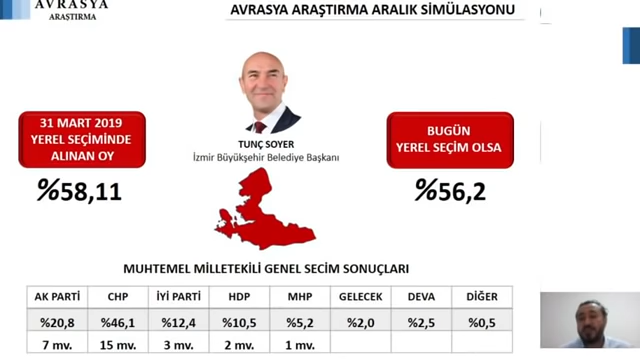 AVRASYA
ARAŞTIRMA
AVRASYA ARAŞTIRMA ARALIK SİMÜLASYONU
31 MART 2019
YEREL SEÇİMİNDE
ALINAN OY
%58,11
TUNÇ SOYER
İzmir Büyükşehir Belediye Başkanı
BUGÜN
YEREL SEÇİM OLSA
%56,2
MUHTEMEL MİLLETEKİLİ GENEL SECİM SONUÇLARI
AK PARTİ CHP İYİ PARTİ HDP MHP GELECEK DEVA DİĞER
%20,8 %46,1 %12,4 %10,5 %5,2 %2,0 %2,5 %0,5
7 mv. 15 mv. 3 mv. 2 mv. 1 mv.